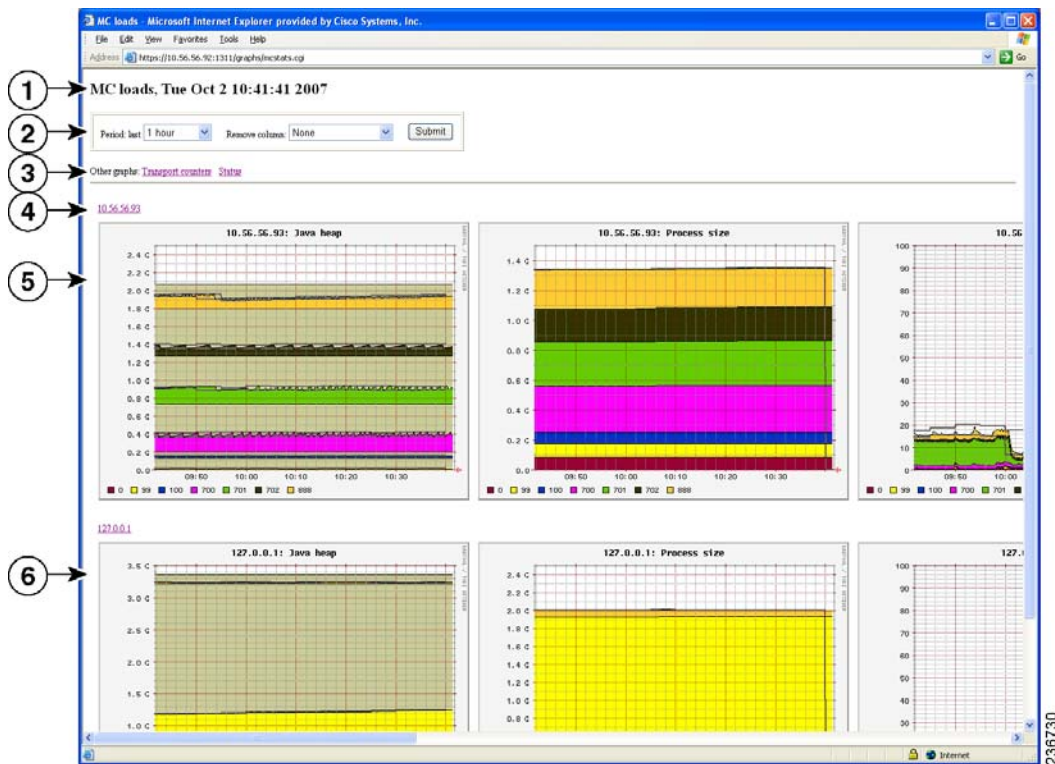 MC loads - Microsoft Internet Explorer provided by Cisco Systems, Inc.
File Edit View Favorites Tools Help
Address https://10.56.56.92:1311/graphs/mcstats.cgi Go
1
MC loads, Tue Oct 2 10:41:41 2007
2
Period: last 1 hour Remove column: None Submit
3
Other graphs: Transport counters Status
4
10.56.56.93
5
10.56.56.93: Java heap
2.4 G
2.2 G
2.0 G
1.8 G
1.6 G
1.4 G
1.2 G
1.0 G
0.8 G
0.6 G
0.4 G
0.2 G
0.0
09:50 10:00 10:10 10:20 10:30
0 99 100 700 701 702 888
10.56.56.93: Process size
1.4 G
1.2 G
1.0 G
0.8 G
0.6 G
0.4 G
0.2 G
0.0
09:50 10:00 10:10 10:20 10:30
0 99 100 700 701 702 888
10.56
100
90
80
70
60
50
40
30
20
10
0
09:50 10:00
0 99 100 700 701
127.0.0.1
6
127.0.0.1: Java heap
3.5 G
3.0 G
2.5 G
2.0 G
1.5 G
1.0 G
127.0.0.1: Process size
2.4 G
2.2 G
2.0 G
1.8 G
1.6 G
1.4 G
1.2 G
1.0 G
0.8 G
127.
100
90
80
70
60
50
40
30
Internet
236730